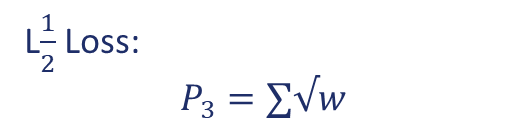 L½ Loss:
P₃ = ∑√w